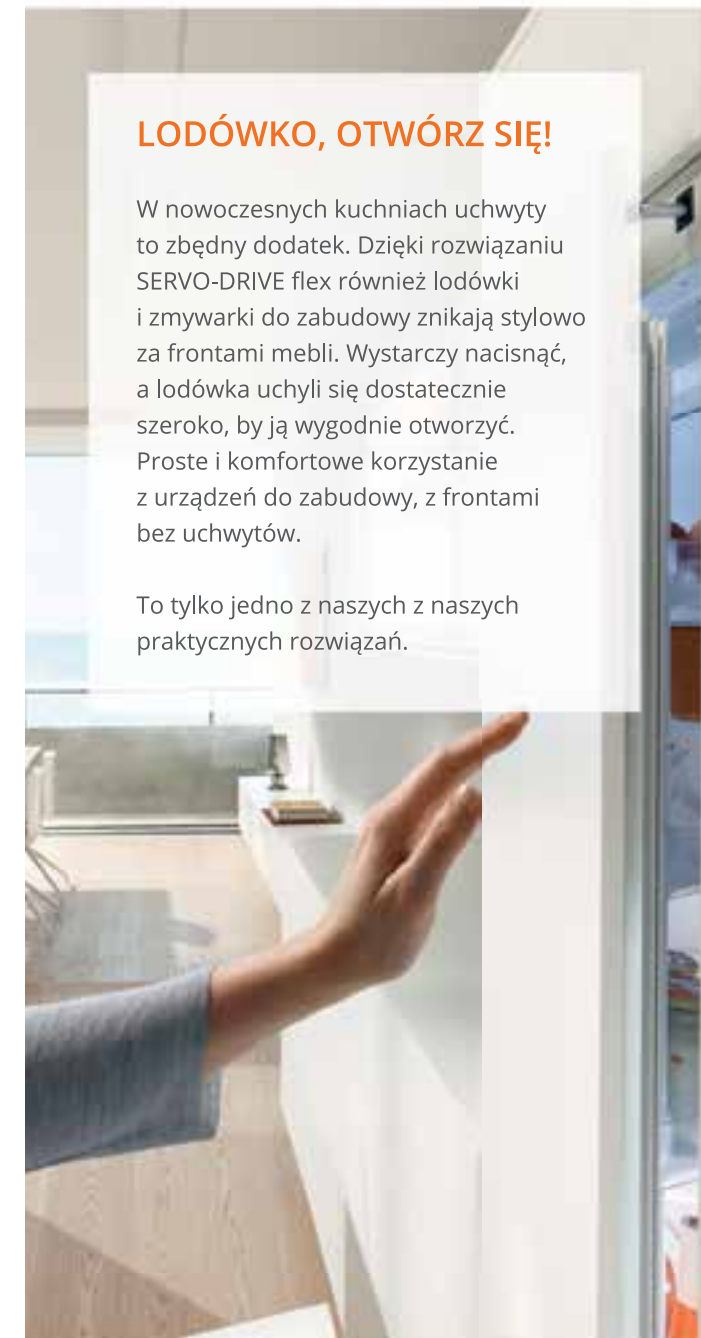 LODÓWKO, OTWÓRZ SIĘ!
W nowoczesnych kuchniach uchwyty
to zbędny dodatek. Dzięki rozwiązaniu
SERVO-DRIVE flex również lodówki
i zmywarki do zabudowy znikają stylowo
za frontami mebli. Wystarczy nacisnąć,
a lodówka uchyli się dostatecznie
szeroko, by ją wygodnie otworzyć.
Proste i komfortowe korzystanie
z urządzeń do zabudowy, z frontami
bez uchwytów.
To tylko jedno z naszych z naszych
praktycznych rozwiązań.